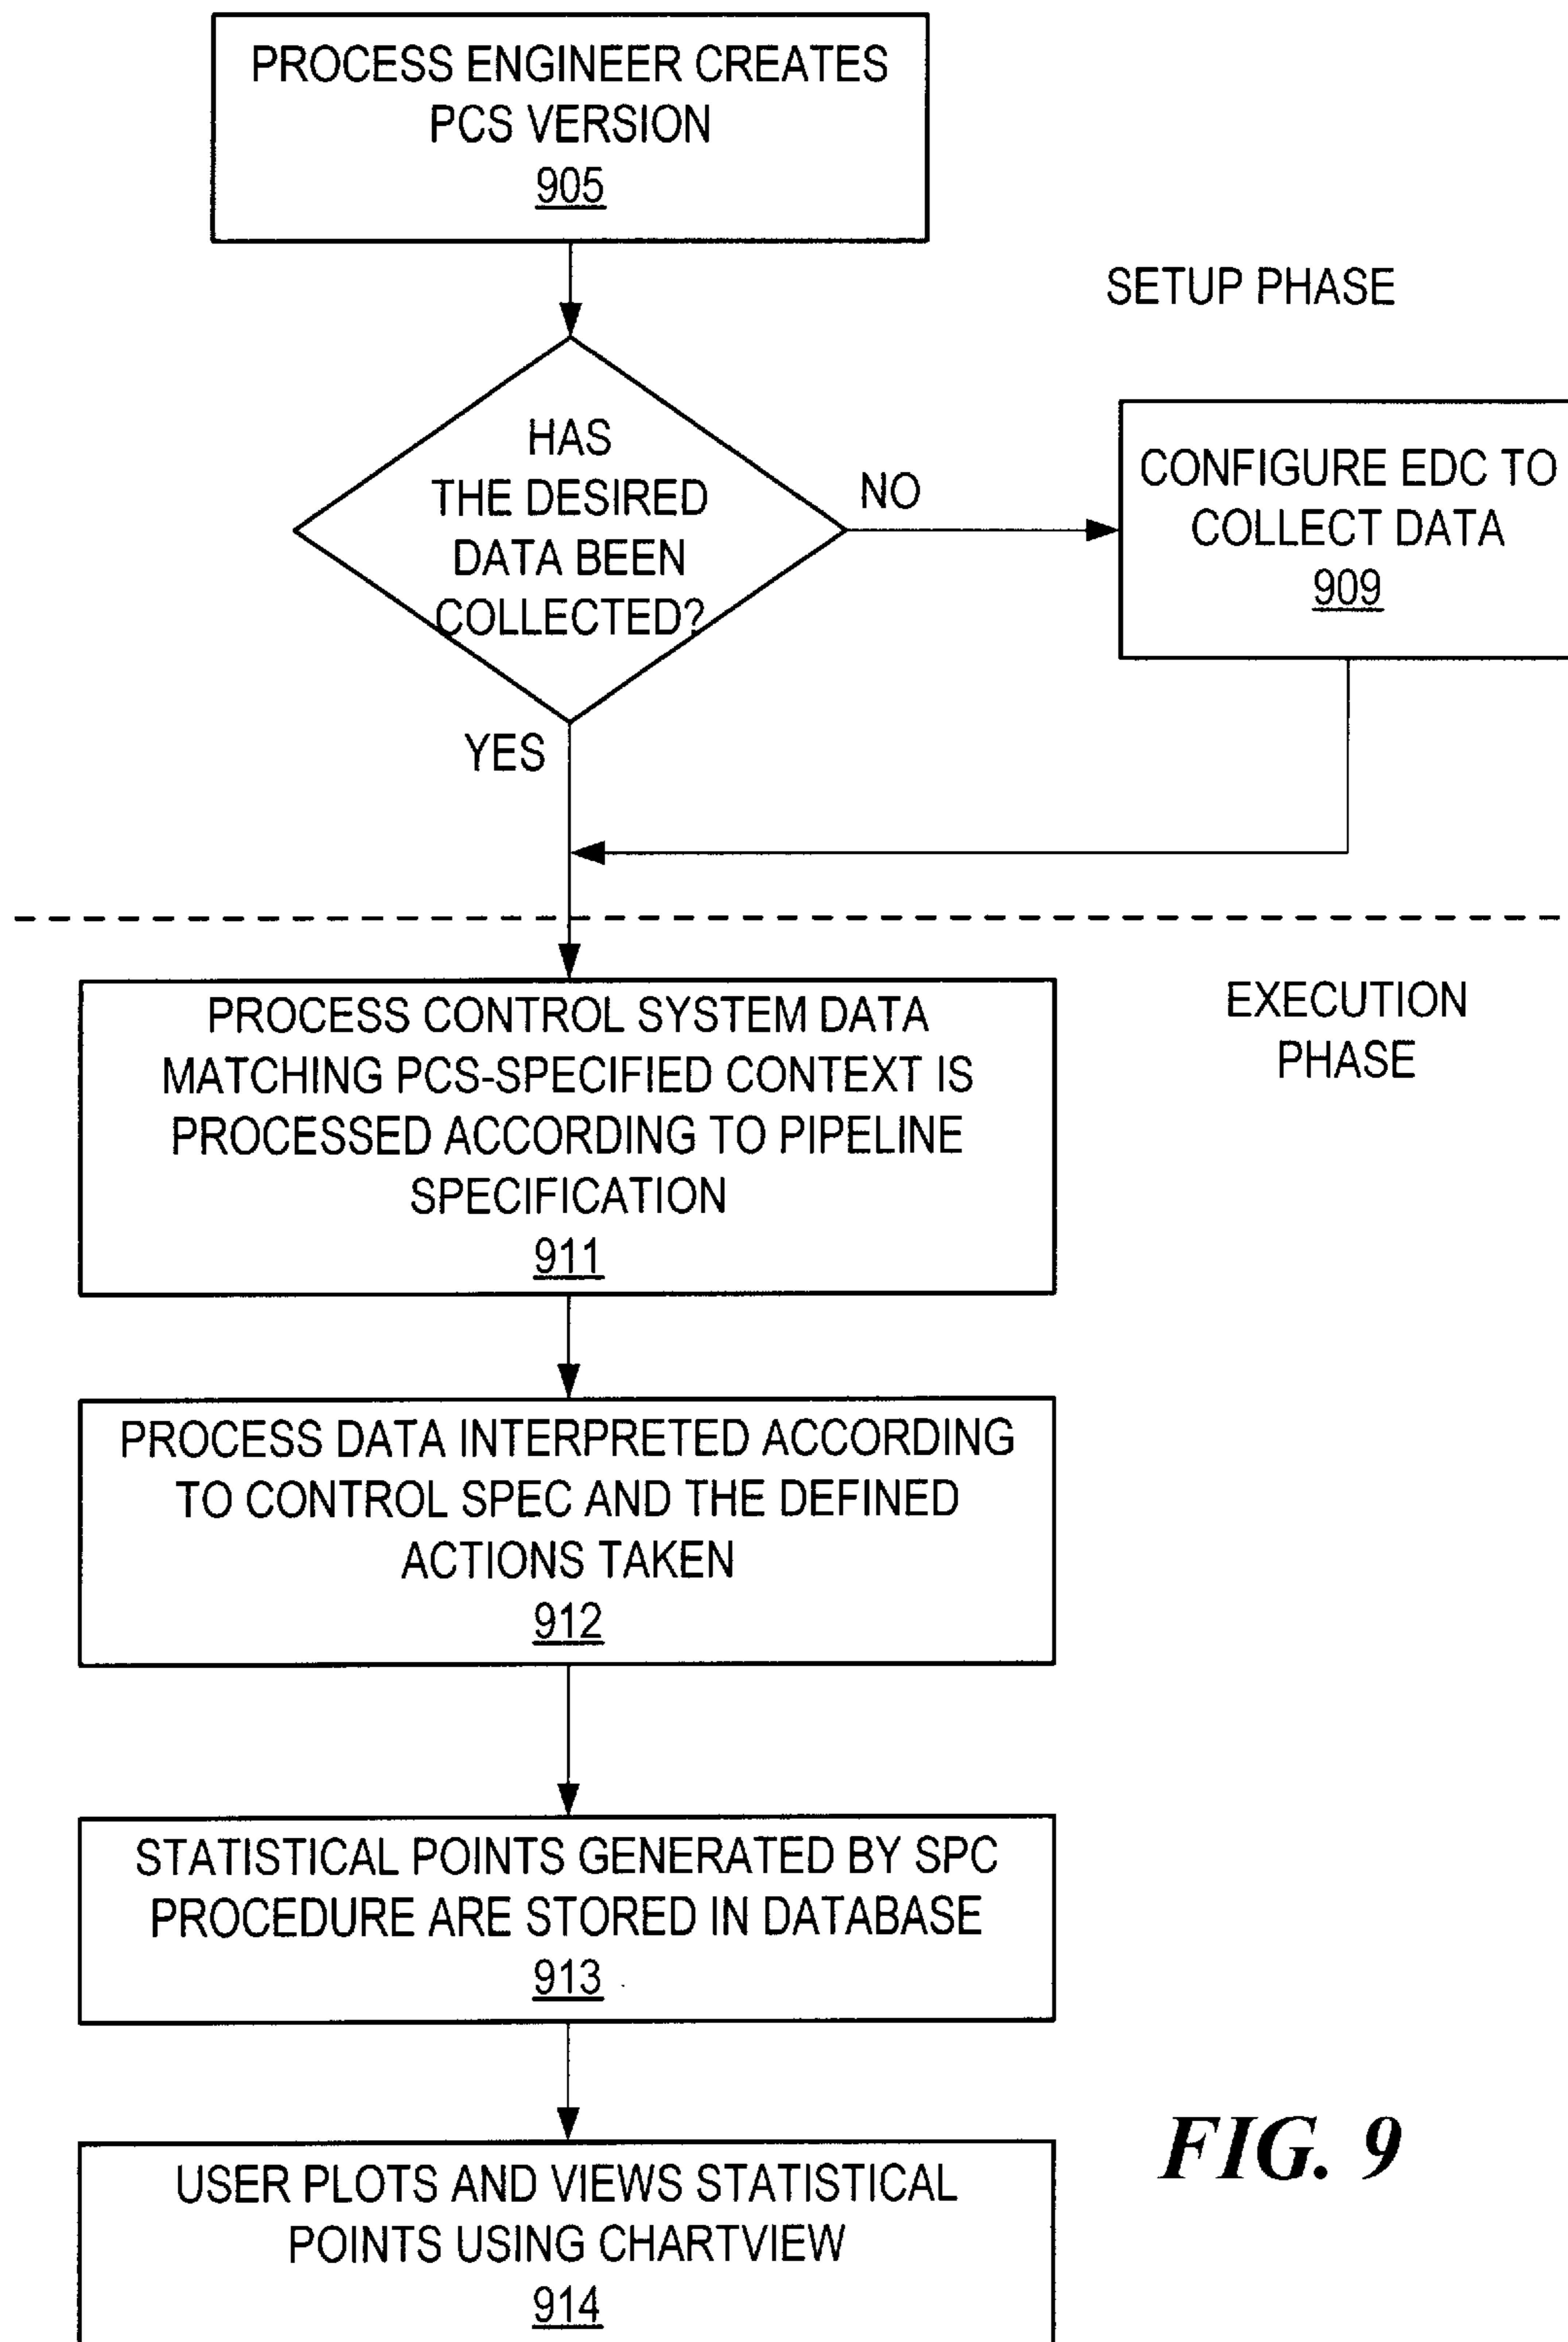 PROCESS ENGINEER CREATES
PCS VERSION
905
SETUP PHASE
HAS
THE DESIRED
DATA BEEN
COLLECTED?
NO
CONFIGURE EDC TO
COLLECT DATA
909
YES
EXECUTION
PHASE
PROCESS CONTROL SYSTEM DATA
MATCHING PCS-SPECIFIED CONTEXT IS
PROCESSED ACCORDING TO PIPELINE
SPECIFICATION
911
PROCESS DATA INTERPRETED ACCORDING
TO CONTROL SPEC AND THE DEFINED
ACTIONS TAKEN
912
STATISTICAL POINTS GENERATED BY SPC
PROCEDURE ARE STORED IN DATABASE
913
USER PLOTS AND VIEWS STATISTICAL
POINTS USING CHARTVIEW
914
FIG. 9